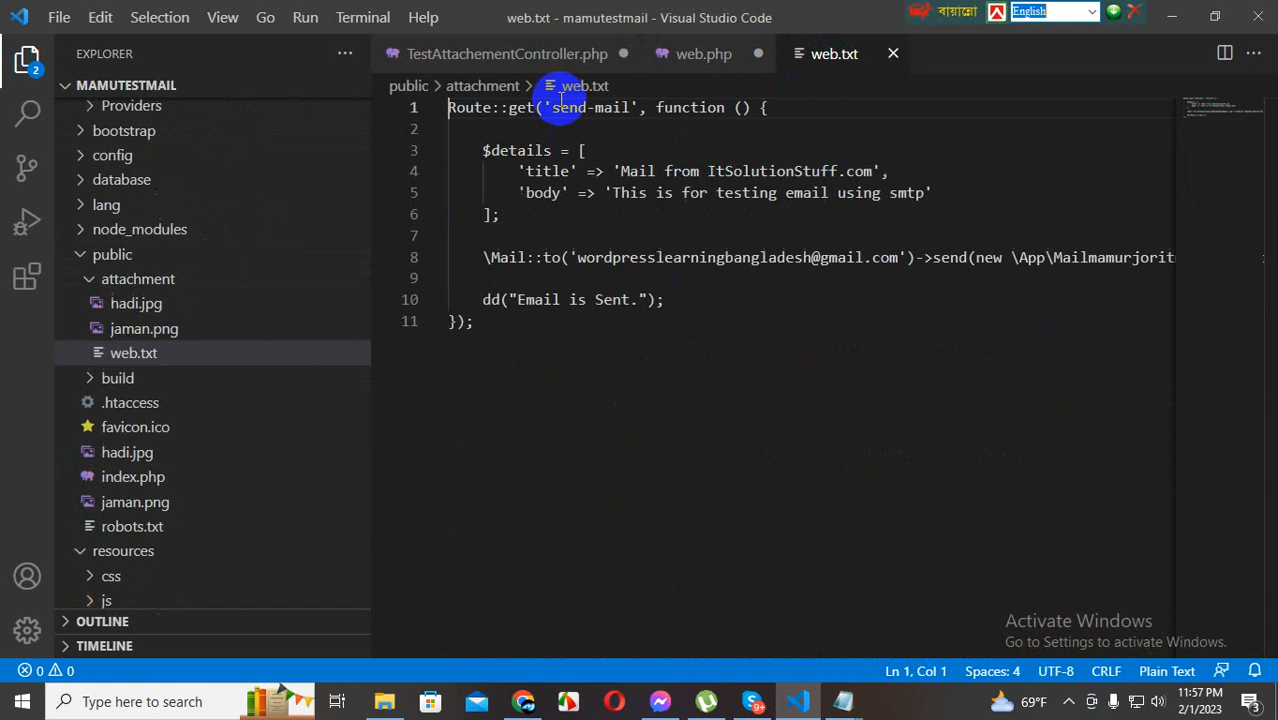 File Edit Selection View Go Run Terminal Help
web.txt - mamutestmail - Visual Studio Code
বায়ান্নো English
EXPLORER
MAMUTESTMAIL
Providers
bootstrap
config
database
lang
node_modules
public
attachment
hadi.jpg
jaman.png
web.txt
build
.htaccess
favicon.ico
hadi.jpg
index.php
jaman.png
robots.txt
resources
css
js
OUTLINE
TIMELINE
2
TestAttachementController.php web.php web.txt
public > attachment > web.txt
1 Route::get('send-mail', function () {
2
3 $details = [
4 'title' => 'Mail from ItSolutionStuff.com',
5 'body' => 'This is for testing email using smtp'
6 ];
7
8 \Mail::to('wordpresslearningbangladesh@gmail.com')->send(new \App\Mailmamurjorit
9
10 dd("Email is Sent.");
11 });
Activate Windows
Go to Settings to activate Windows.
0 0 Ln 1, Col 1 Spaces: 4 UTF-8 CRLF Plain Text
Type here to search 9+ 69°F 11:57 PM
2/1/2023 3